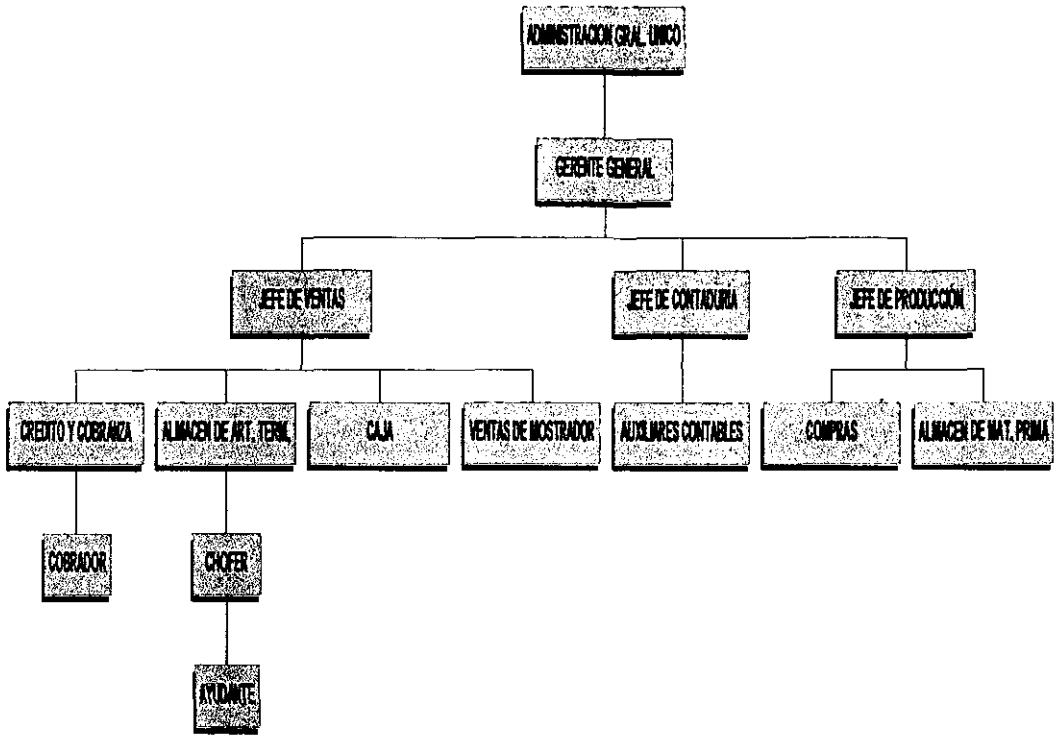 ADMINISTRACION GRAL. UNICO
GERENTE GENERAL
JEFE DE VENTAS
JEFE DE CONTADURIA
JEFE DE PRODUCCIÓN
CREDITO Y COBRANZA
ALMACEN DE ART. TERM.
CAJA
VENTAS DE MOSTRADOR
AUXILIARES CONTABLES
COMPRAS
ALMACEN DE MAT. PRIMA
COBRADOR
CHOFER
AYUDANTE